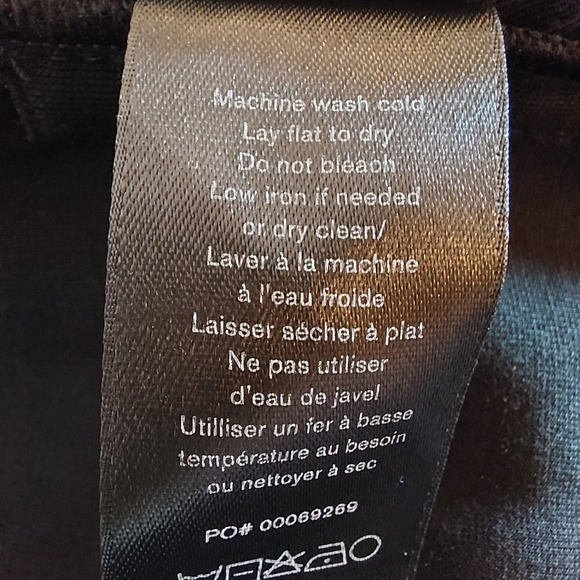 Machine wash cold
Lay flat to dry
Do not bleach
Low iron if needed
or dry clean/
Laver à la machine
à l'eau froide
Laisser sécher à plat
Ne pas utiliser
d'eau de javel
Utilliser un fer à basse
température au besoin
ou nettoyer à sec
PO# 00069269